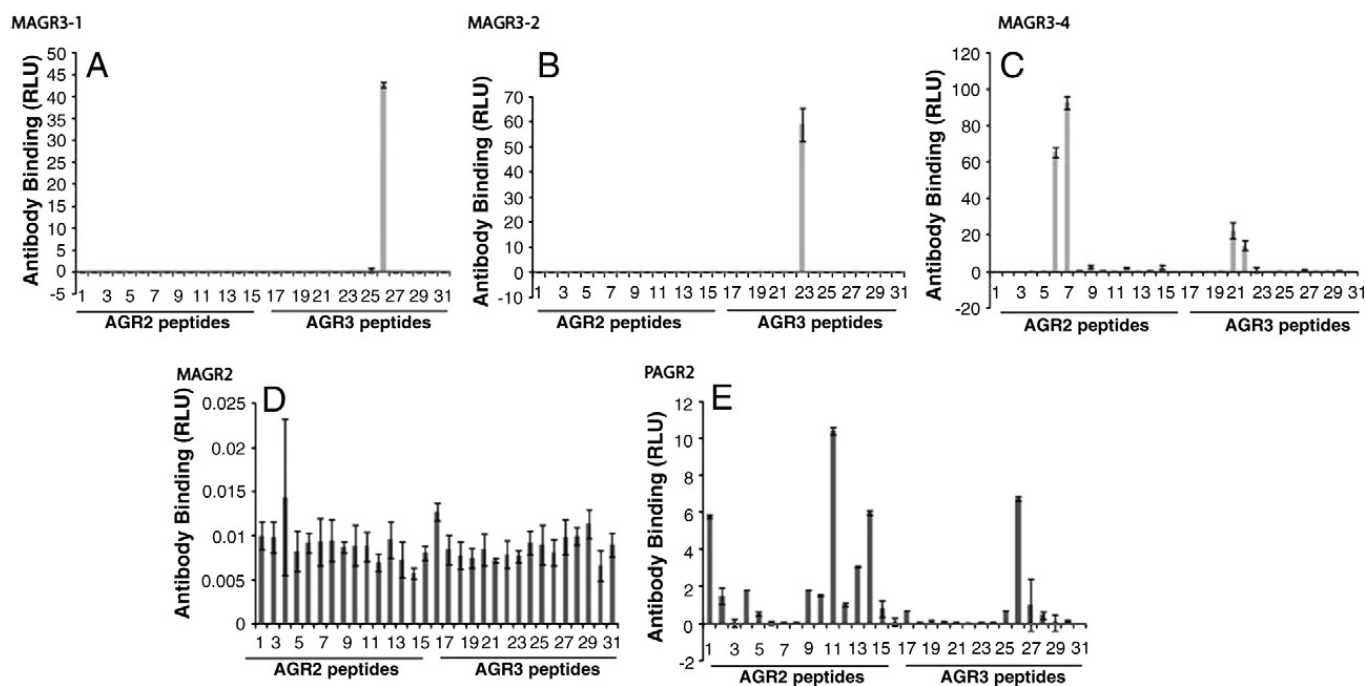 MAGR3-1
A
Antibody Binding (RLU)
50
45
40
35
30
25
20
15
10
5
0
-5
1 3 5 7 9 11 13 15 17 19 21 23 25 27 29 31
AGR2 peptides AGR3 peptides
MAGR3-2
B
Antibody Binding (RLU)
70
60
50
40
30
20
10
0
-10
1 3 5 7 9 11 13 15 17 19 21 23 25 27 29 31
AGR2 peptides AGR3 peptides
MAGR3-4
C
Antibody Binding (RLU)
120
100
80
60
40
20
0
-20
1 3 5 7 9 11 13 15 17 19 21 23 25 27 29 31
AGR2 peptides AGR3 peptides
MAGR2
D
Antibody Binding (RLU)
0.025
0.02
0.015
0.010
0.005
0
1 3 5 7 9 11 13 15 17 19 21 23 25 27 29 31
AGR2 peptides AGR3 peptides
PAGR2
E
Antibody Binding (RLU)
12
10
8
6
4
2
0
-2
1 3 5 7 9 11 13 15 17 19 21 23 25 27 29 31
AGR2 peptides AGR3 peptides